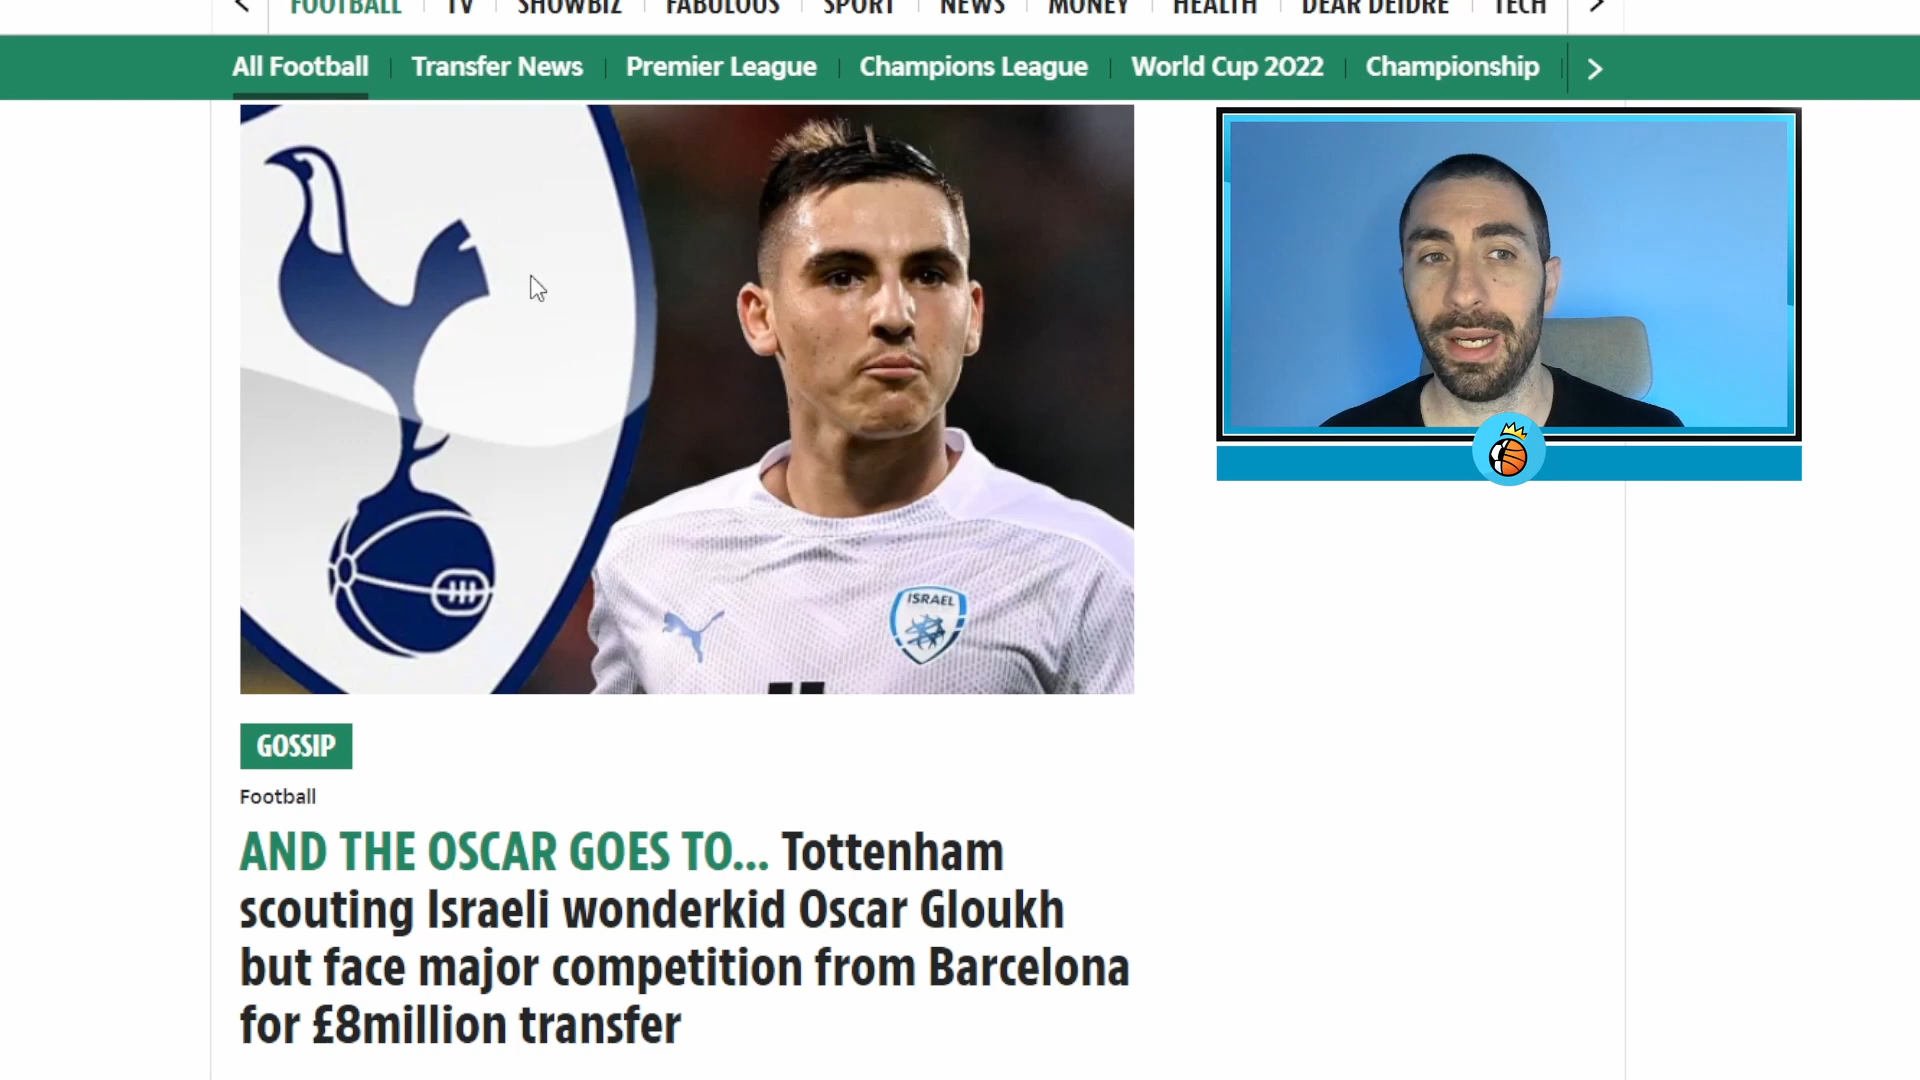 FOOTBALL TV SHOWBIZ FABULOUS SPORT NEWS MONEY HEALTH DEAR DEIDRE TECH
All Football Transfer News Premier League Champions League World Cup 2022 Championship
ISRAEL
GOSSIP
Football
AND THE OSCAR GOES TO... Tottenham
scouting Israeli wonderkid Oscar Gloukh
but face major competition from Barcelona
for £8million transfer